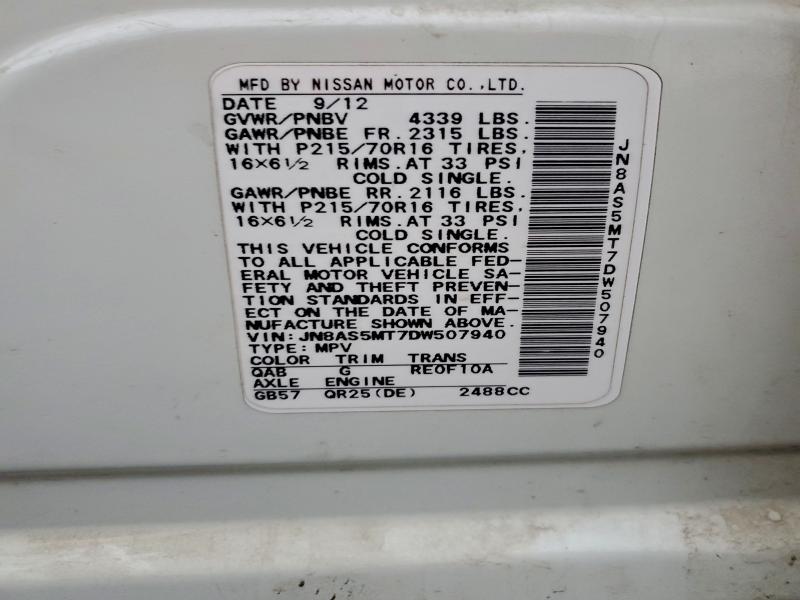 MFD BY NISSAN MOTOR CO.,LTD.
DATE 9/12
GVWR/PNBV 4339 LBS.
GAWR/PNBE FR. 2315 LBS.
WITH P215/70R16 TIRES,
16×6 1/2 RIMS. AT 33 PSI
COLD SINGLE.
GAWR/PNBE RR. 2116 LBS.
WITH P215/70R16 TIRES,
16×6 1/2 RIMS. AT 33 PSI
COLD SINGLE.
THIS VEHICLE CONFORMS
TO ALL APPLICABLE FED-
ERAL MOTOR VEHICLE SA-
FETY AND THEFT PREVEN-
TION STANDARDS IN EFF-
ECT ON THE DATE OF MA-
NUFACTURE SHOWN ABOVE.
VIN: JN8AS5MT7DW507940
TYPE: MPV
COLOR TRIM TRANS
QAB G RE0F10A
AXLE ENGINE
GB57 QR25(DE) 2488CC
JN8AS5MT7DW507940